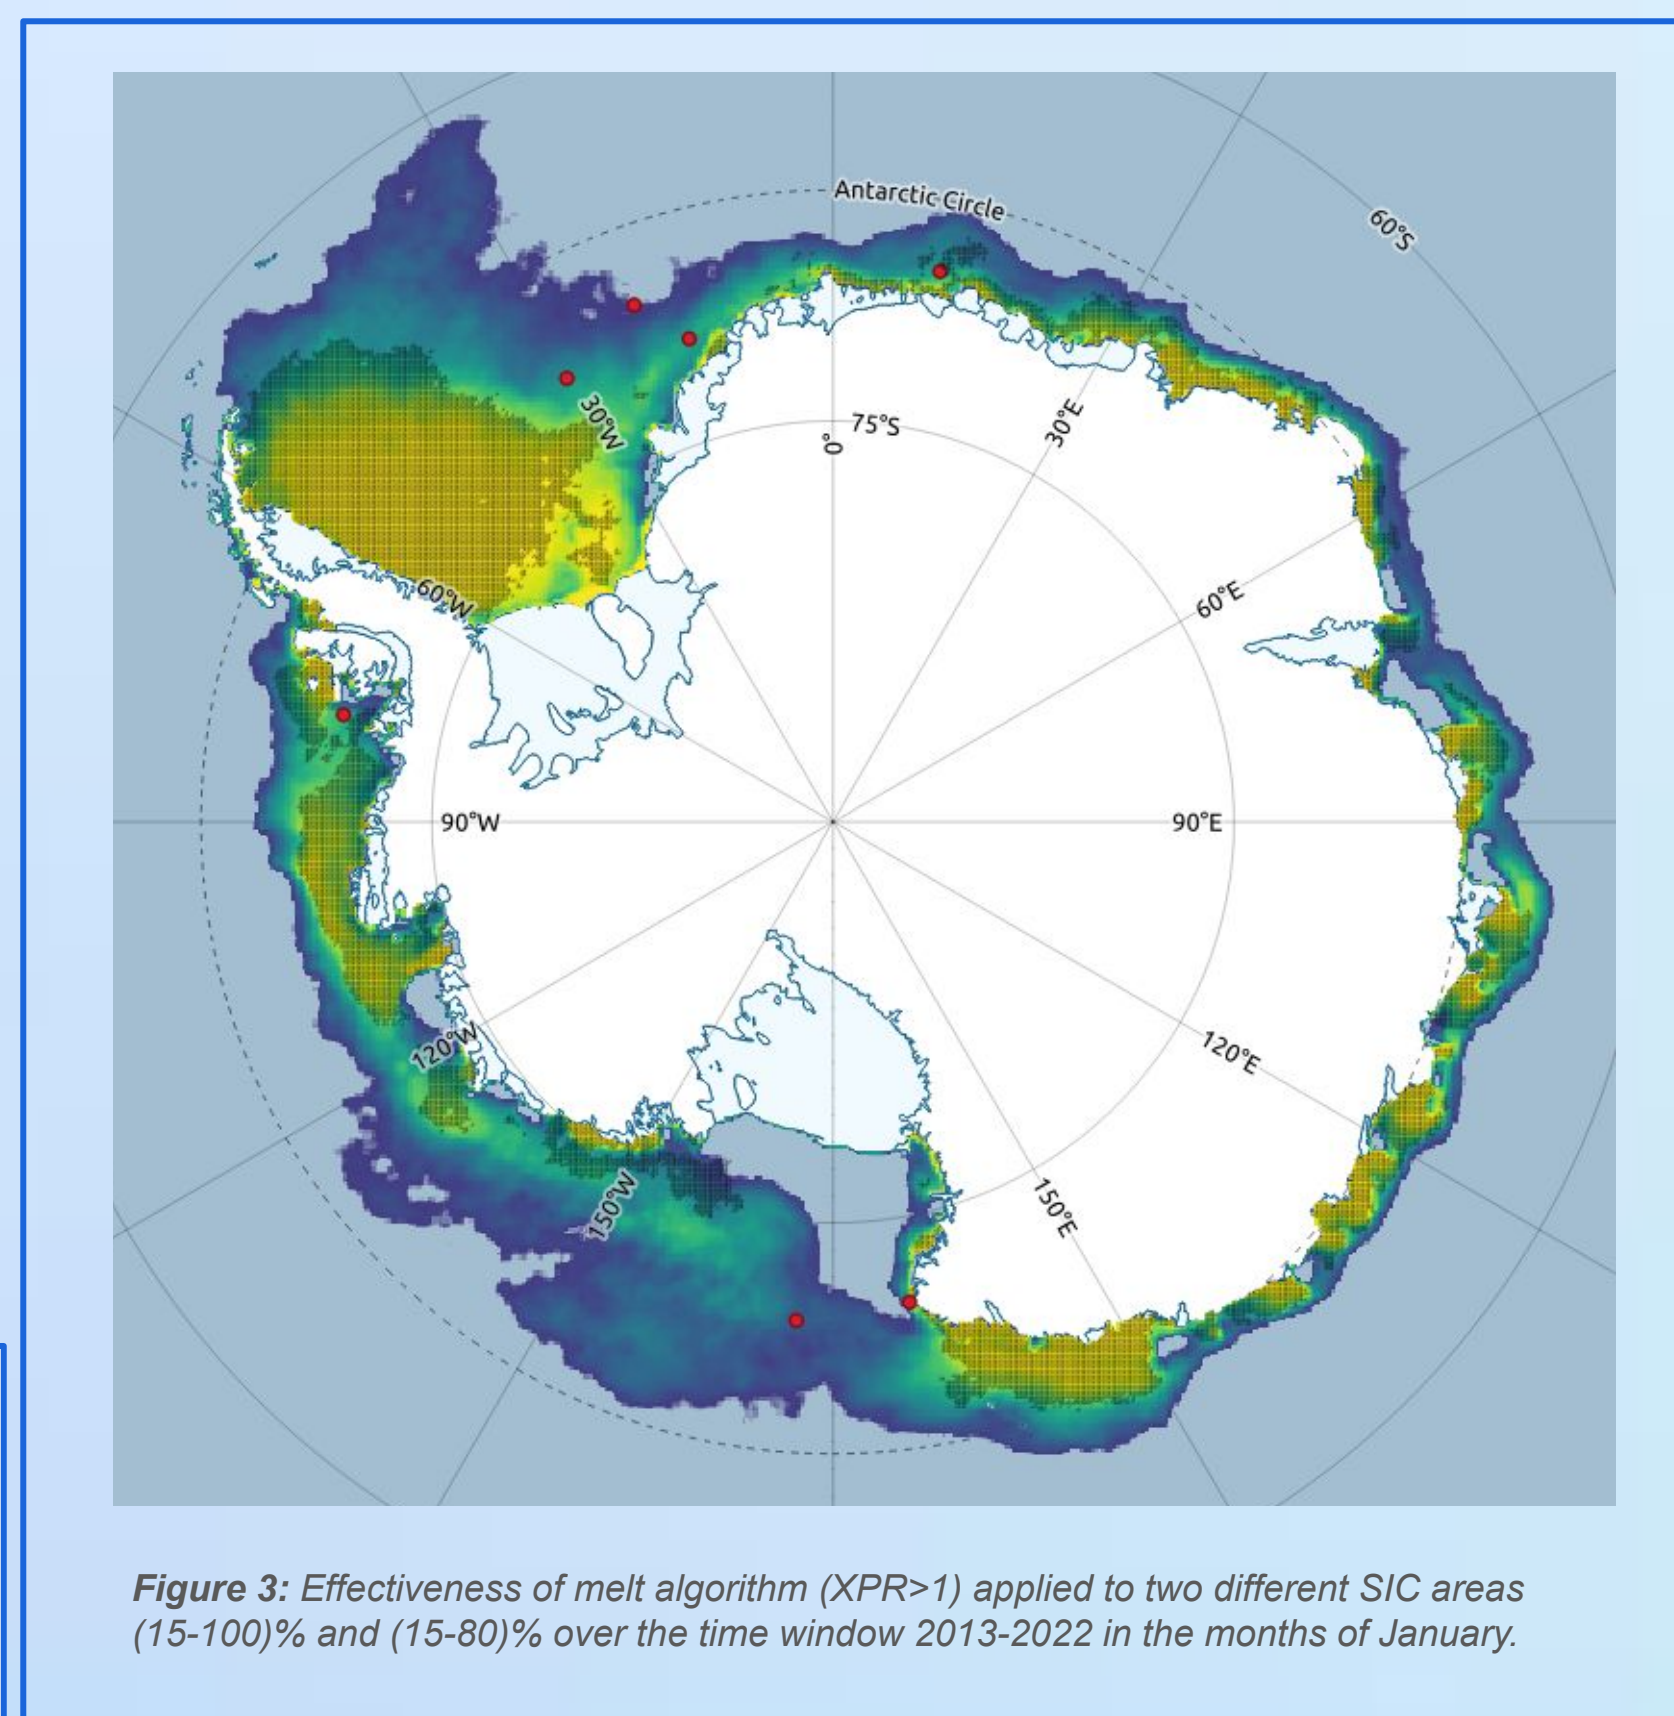 Antarctic Circle
60°S
30°W
75°S
0°
30°E
60°W
60°E
90°W
90°E
120°W
120°E
150°W
150°E
Figure 3: Effectiveness of melt algorithm (XPR>1) applied to two different SIC areas
(15-100)% and (15-80)% over the time window 2013-2022 in the months of January.